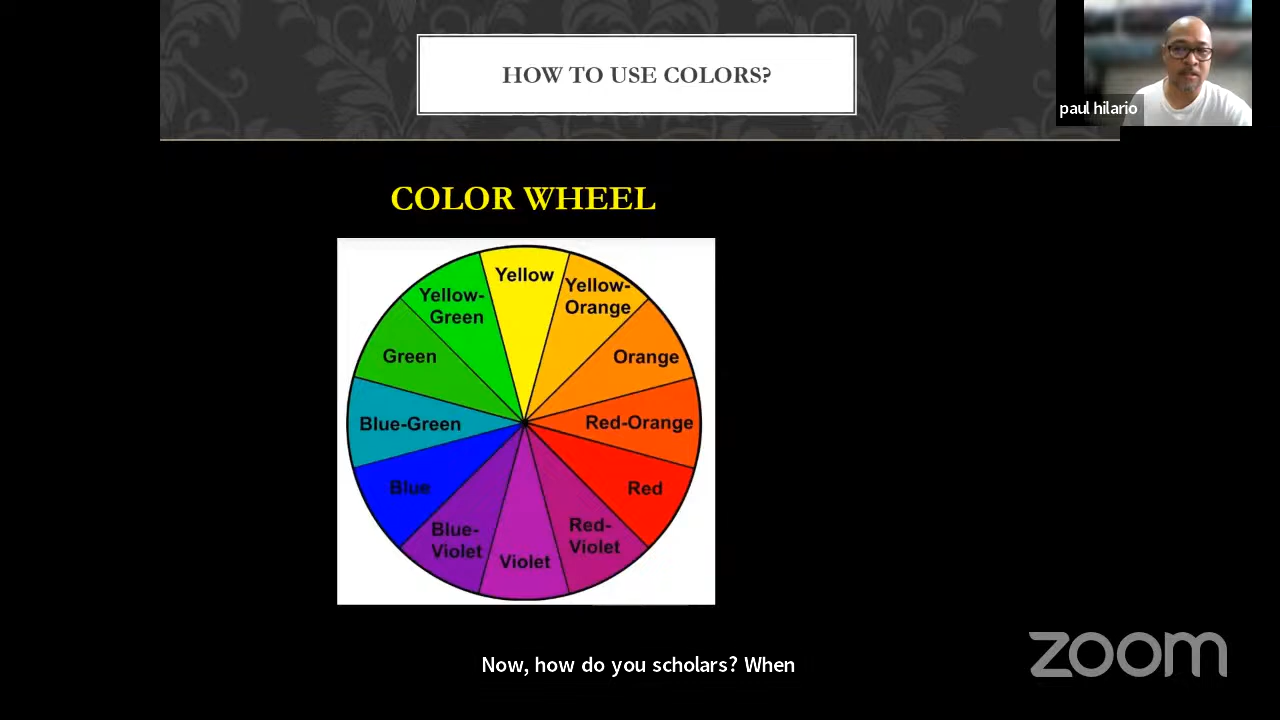 HOW TO USE COLORS?
paul hilario
COLOR WHEEL
Yellow
Yellow-
Orange
Orange
Red-Orange
Red
Red-
Violet
Violet
Blue-
Violet
Blue
Blue-Green
Green
Yellow-
Green
Now, how do you scholars? When
zoom